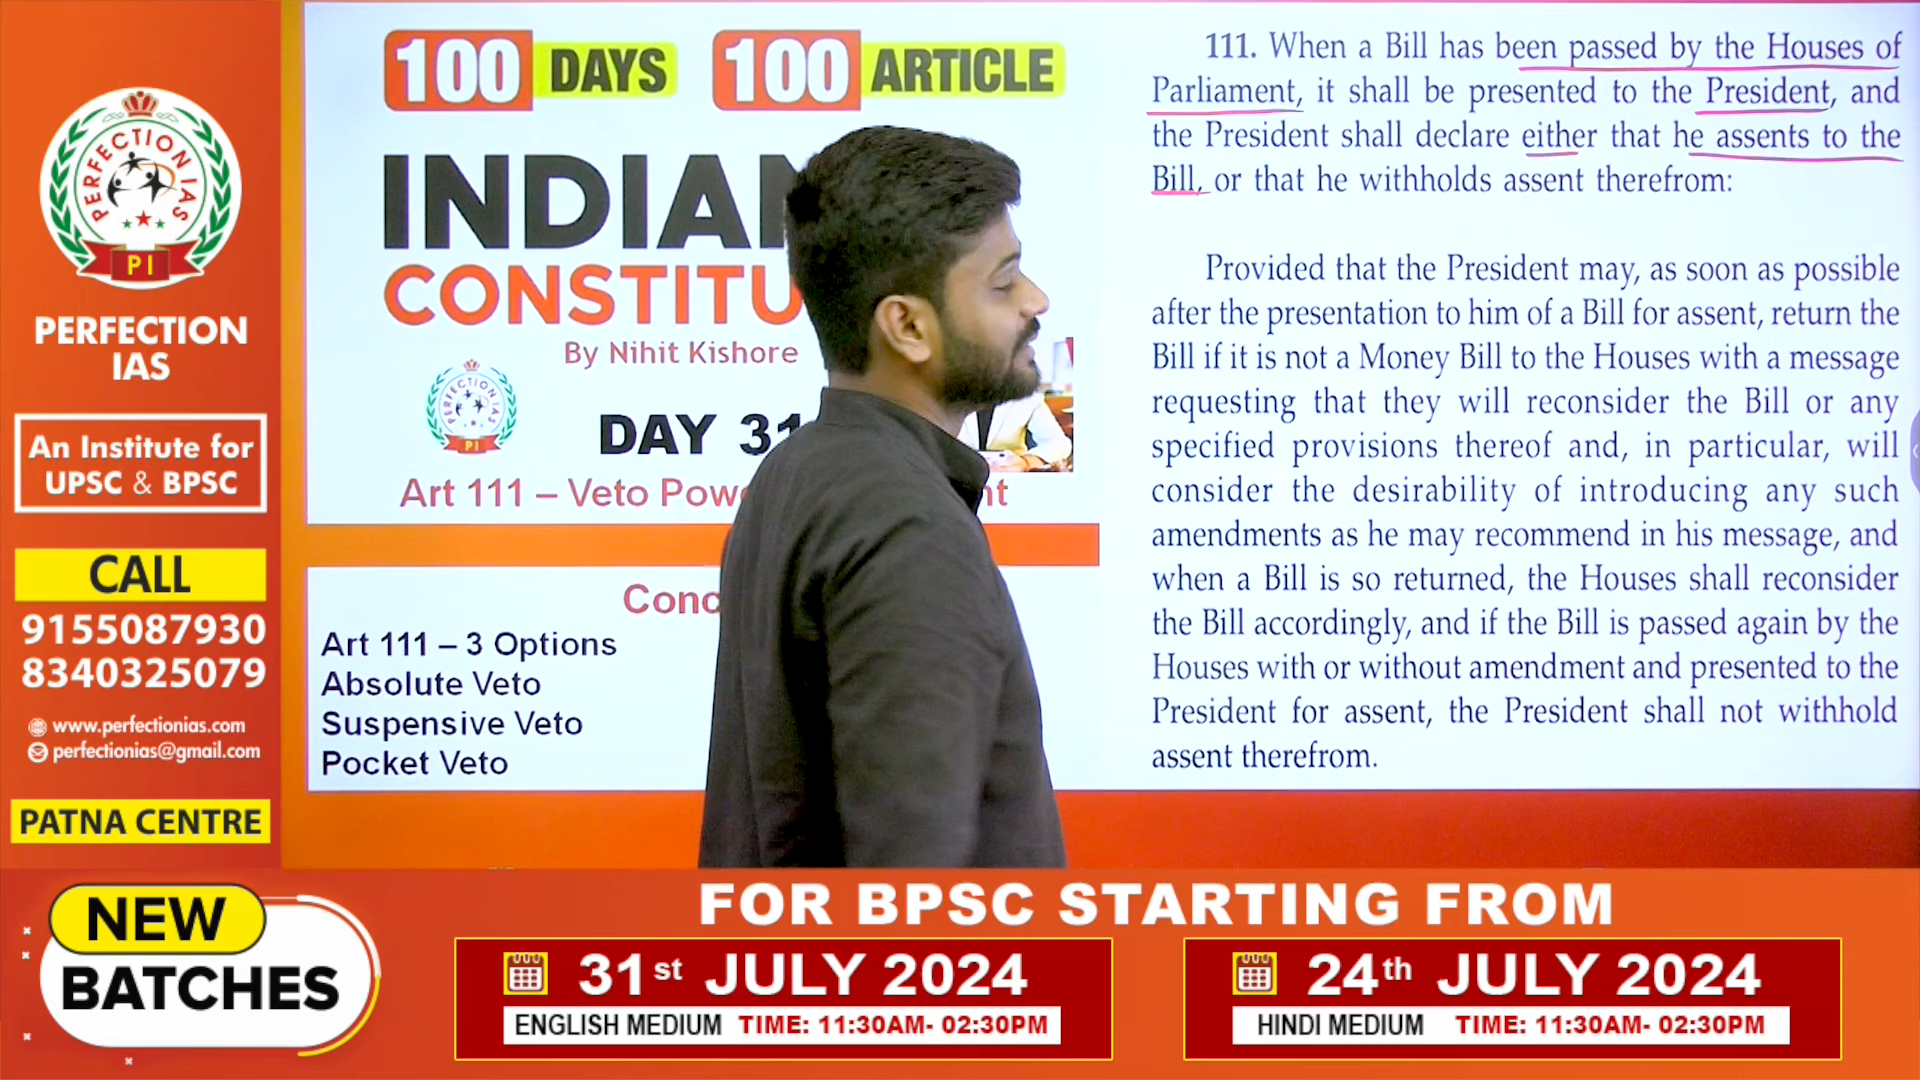 PERFECTION IAS
PI
PERFECTION
IAS
An Institute for
UPSC & BPSC
CALL
9155087930
8340325079
www.perfectionias.com
perfectionias@gmail.com
PATNA CENTRE
100 DAYS 100 ARTICLE
INDIAN
CONSTITU
By Nihit Kishore
PERFECTION IAS
PI
DAY 31
Art 111 – Veto Pow
Art 111 – 3 Options
Absolute Veto
Suspensive Veto
Pocket Veto
111. When a Bill has been passed by the Houses of
Parliament, it shall be presented to the President, and
the President shall declare either that he assents to the
Bill, or that he withholds assent therefrom:
Provided that the President may, as soon as possible
after the presentation to him of a Bill for assent, return the
Bill if it is not a Money Bill to the Houses with a message
requesting that they will reconsider the Bill or any
specified provisions thereof and, in particular, will
consider the desirability of introducing any such
amendments as he may recommend in his message, and
when a Bill is so returned, the Houses shall reconsider
the Bill accordingly, and if the Bill is passed again by the
Houses with or without amendment and presented to the
President for assent, the President shall not withhold
assent therefrom.
NEW
BATCHES
FOR BPSC STARTING FROM
31st JULY 2024
ENGLISH MEDIUM TIME: 11:30AM- 02:30PM
24th JULY 2024
HINDI MEDIUM TIME: 11:30AM- 02:30PM